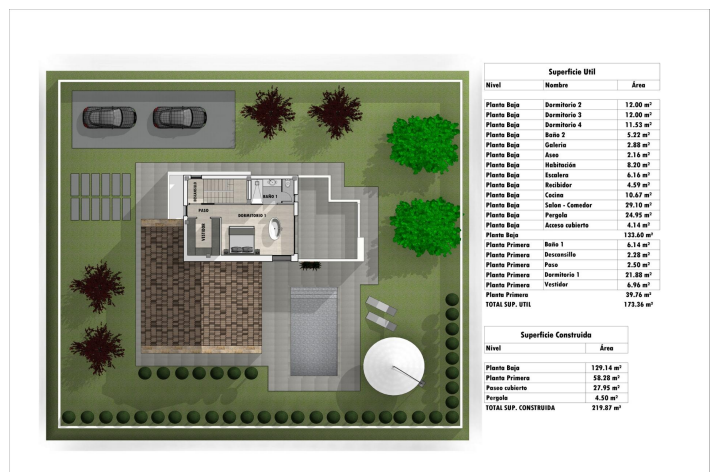 Superficie Util
Nivel Nombre Área
Planta Baja Dormitorio 2 12.00 m²
Planta Baja Dormitorio 3 12.00 m²
Planta Baja Dormitorio 4 11.53 m²
Planta Baja Baño 2 5.22 m²
Planta Baja Galeria 2.88 m²
Planta Baja Aseo 2.16 m²
Planta Baja Habitación 8.20 m²
Planta Baja Escalera 6.16 m²
Planta Baja Recibidor 4.59 m²
Planta Baja Cocina 10.67 m²
Planta Baja Salon - Comedor 29.10 m²
Planta Baja Pergola 24.95 m²
Planta Baja Acceso cubierto 4.14 m²
Planta Baja 133.60 m²
Planta Primera Baño 1 6.14 m²
Planta Primera Descansillo 2.28 m²
Planta Primera Paso 2.50 m²
Planta Primera Dormitorio 1 21.88 m²
Planta Primera Vestidor 6.96 m²
Planta Primera 39.76 m²
TOTAL SUP. UTIL 173.36 m²
Superficie Construida
Nivel Área
Planta Baja 129.14 m²
Planta Primera 58.28 m²
Paseo cubierto 27.95 m²
Pergola 4.50 m²
TOTAL SUP. CONSTRUIDA 219.87 m²
BAÑO 1
PASO
DORMITORIO 1
VESTIDOR